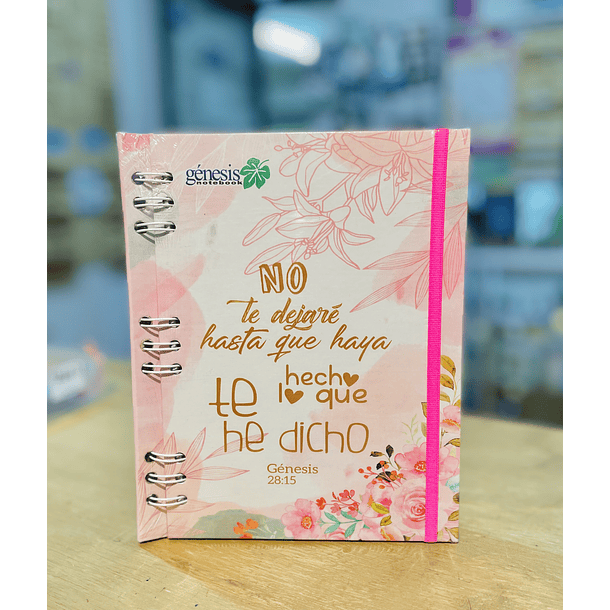 génesis
notebook
NO
te dejaré
hasta que haya
te hecho
lo que
he dicho
Génesis
28:15